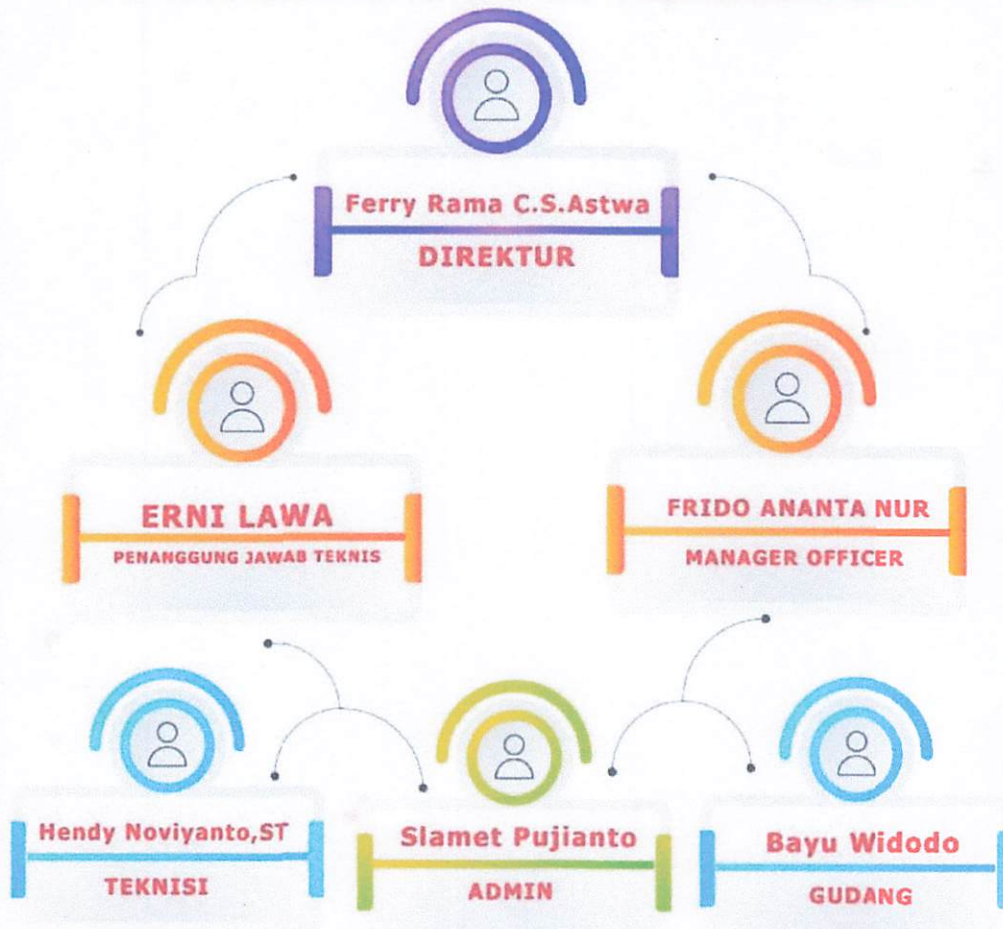 Ferry Rama C.S.Astwa
DIREKTUR
ERNI LAWA
PENANGGUNG JAWAB TEKNIS
FRIDO ANANTA NUR
MANAGER OFFICER
Hendy Noviyanto,ST
TEKNISI
Slamet Pujianto
ADMIN
Bayu Widodo
GUDANG